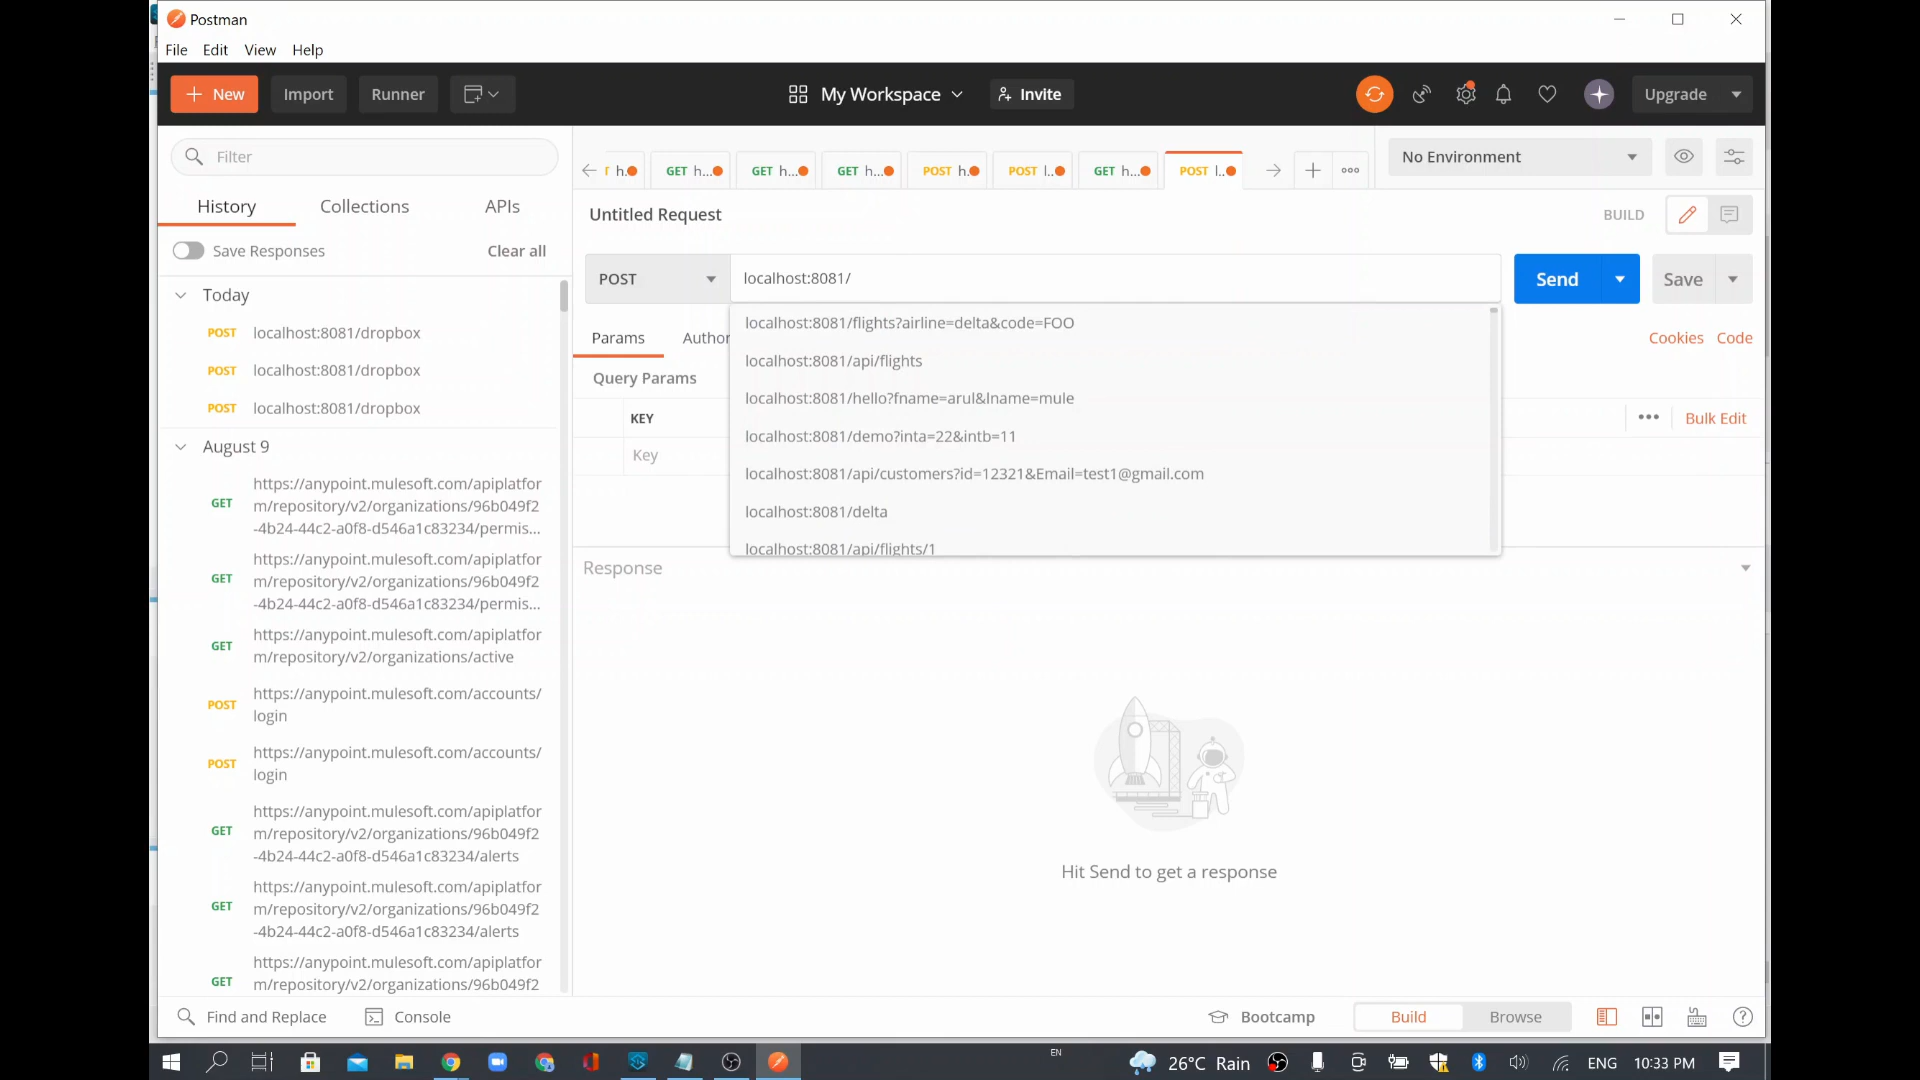 Postman
File Edit View Help
New Import Runner My Workspace Invite Upgrade
Filter
History Collections APIs
Save Responses Clear all
Today
POST localhost:8081/dropbox
POST localhost:8081/dropbox
POST localhost:8081/dropbox
August 9
GET https://anypoint.mulesoft.com/apiplatfor
m/repository/v2/organizations/96b049f2
-4b24-44c2-a0f8-d546a1c83234/permis...
GET https://anypoint.mulesoft.com/apiplatfor
m/repository/v2/organizations/96b049f2
-4b24-44c2-a0f8-d546a1c83234/permis...
GET https://anypoint.mulesoft.com/apiplatfor
m/repository/v2/organizations/active
POST https://anypoint.mulesoft.com/accounts/
login
POST https://anypoint.mulesoft.com/accounts/
login
GET https://anypoint.mulesoft.com/apiplatfor
m/repository/v2/organizations/96b049f2
-4b24-44c2-a0f8-d546a1c83234/alerts
GET https://anypoint.mulesoft.com/apiplatfor
m/repository/v2/organizations/96b049f2
-4b24-44c2-a0f8-d546a1c83234/alerts
GET https://anypoint.mulesoft.com/apiplatfor
m/repository/v2/organizations/96b049f2
h. GET h... GET h... GET h... POST h. POST l.. GET h... POST l..
No Environment
Untitled Request BUILD
POST localhost:8081/ Send Save
Params Author Cookies Code
Query Params
KEY Bulk Edit
Key
localhost:8081/flights?airline=delta&code=FOO
localhost:8081/api/flights
localhost:8081/hello?fname=arul&lname=mule
localhost:8081/demo?inta=22&intb=11
localhost:8081/api/customers?id=12321&Email=test1@gmail.com
localhost:8081/delta
localhost:8081/api/flights/1
Response
Hit Send to get a response
Find and Replace Console Bootcamp Build Browse
EN 26°C Rain ENG 10:33 PM